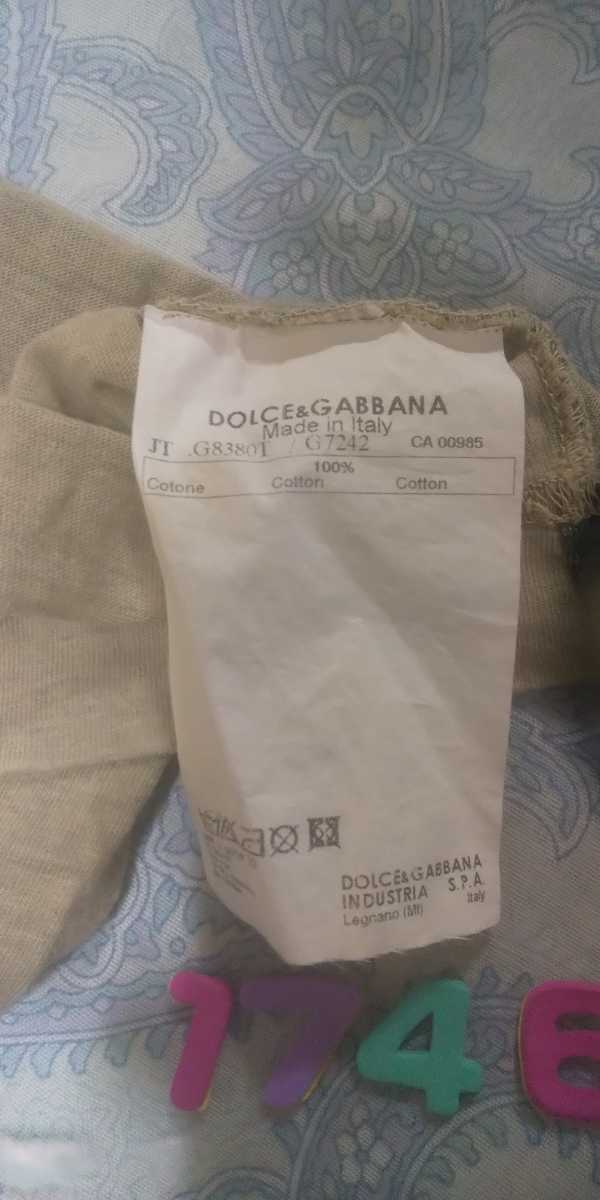 DOLCE&GABBANA
Made in Italy
JT .G8380T / G7242 CA 00985
100%
Cotone Cotton Cotton
DOLCE&GABBANA
INDUSTRIA S.P.A.
Legnano (MI) Italy
1746